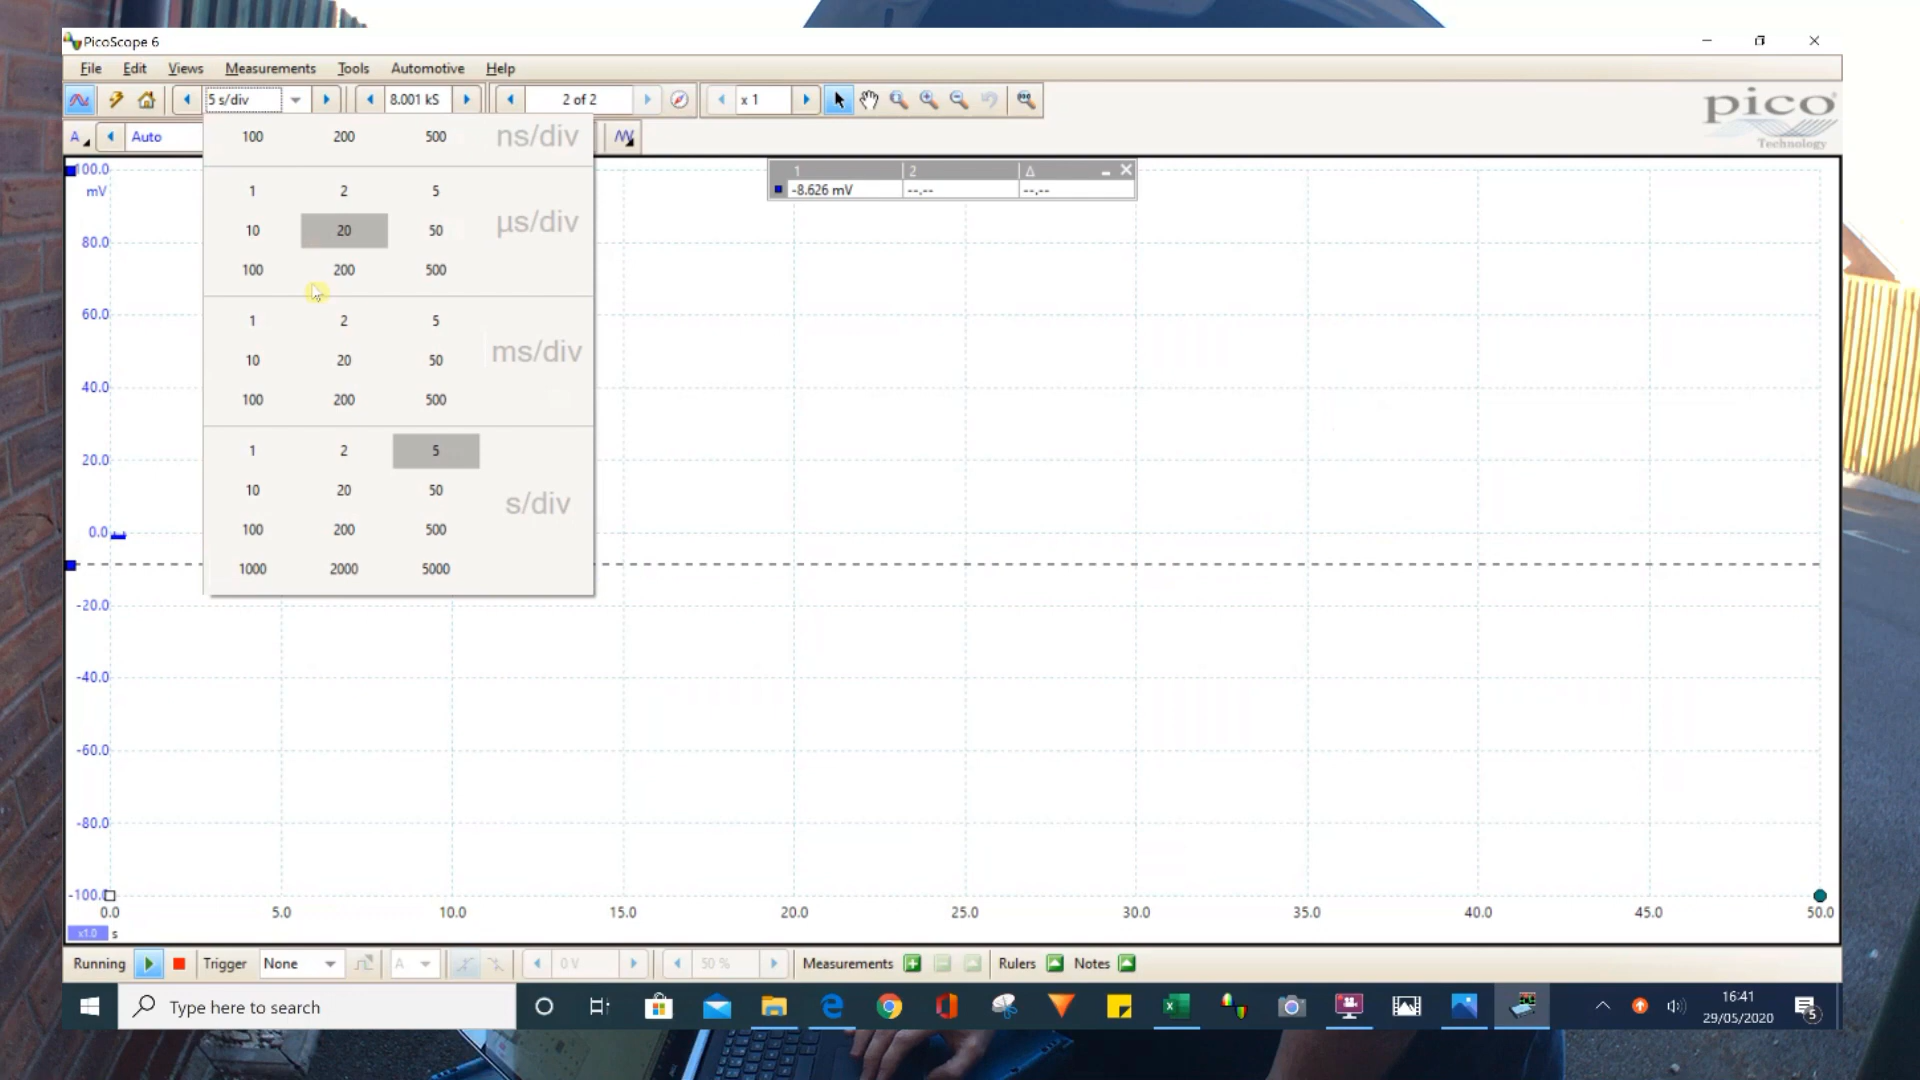 PicoScope 6
File Edit Views Measurements Tools Automotive Help
5 s/div 8.001 kS 2 of 2 x 1
pico
Technology
A Auto
100 200 500 ns/div
1 2 5
10 20 50 µs/div
100 200 500
1 2 5
10 20 50 ms/div
100 200 500
1 2 5
10 20 50 s/div
100 200 500
1000 2000 5000
1 2 Δ
-8.626 mV --.-- --.--
100.0
mV
80.0
60.0
40.0
20.0
0.0
-20.0
-40.0
-60.0
-80.0
-100.0
0.0 5.0 10.0 15.0 20.0 25.0 30.0 35.0 40.0 45.0 50.0
x1.0 s
Running Trigger None A 0 V 50 % Measurements Rulers Notes
Type here to search
16:41
29/05/2020
5